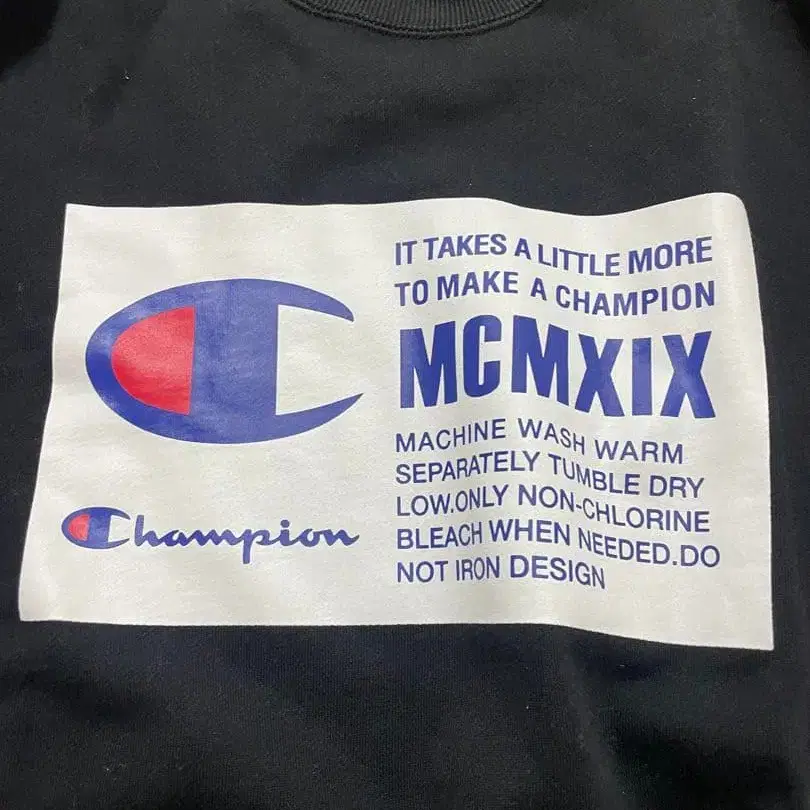 Champion
IT TAKES A LITTLE MORE
TO MAKE A CHAMPION
MCMXIX
MACHINE WASH WARM
SEPARATELY TUMBLE DRY
LOW.ONLY NON-CHLORINE
BLEACH WHEN NEEDED.DO
NOT IRON DESIGN